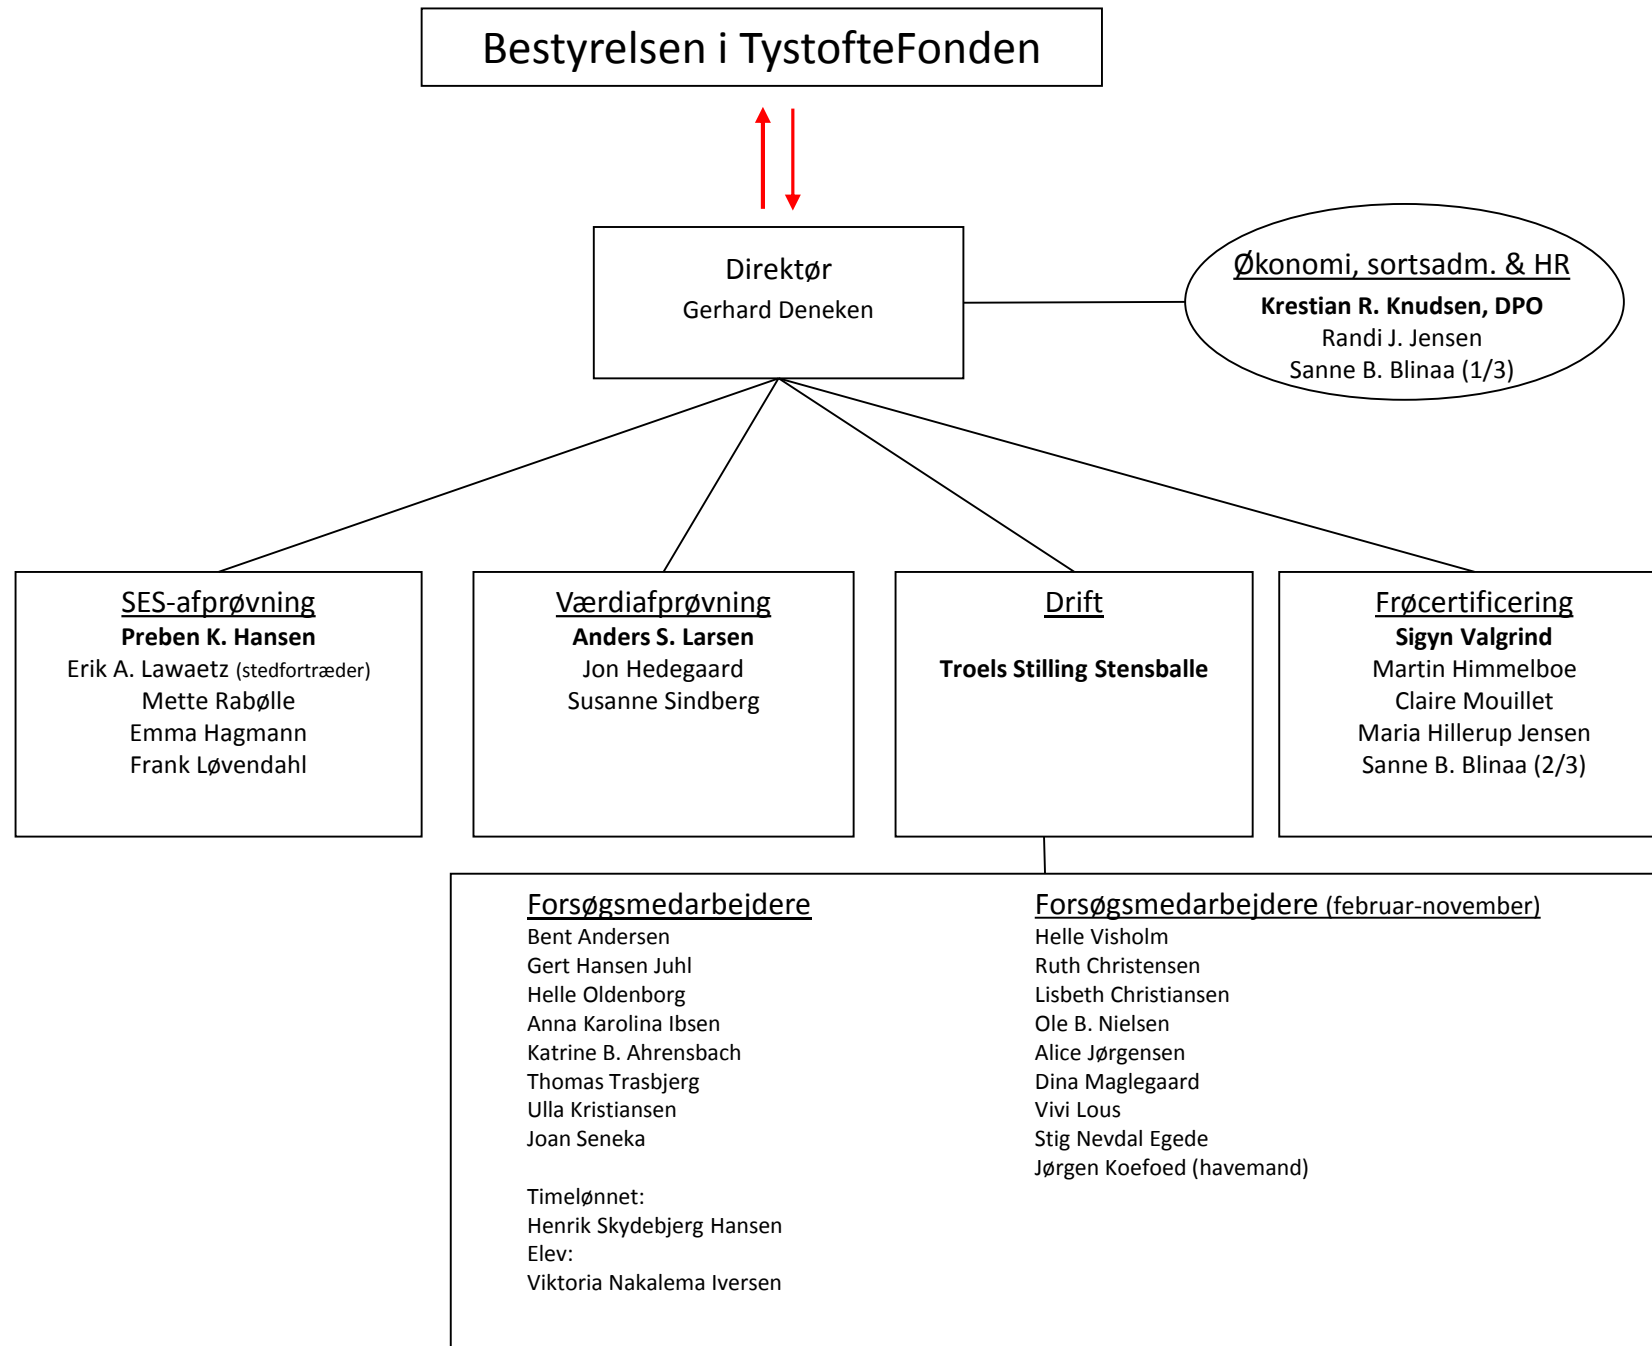 Bestyrelsen i TystofteFonden
Direktør
Gerhard Deneken
Økonomi, sortsadm. & HR
Krestian R. Knudsen, DPO
Randi J. Jensen
Sanne B. Blinaa (1/3)
SES-afprøvning
Preben K. Hansen
Erik A. Lawaetz (stedfortræder)
Mette Rabølle
Emma Hagmann
Frank Løvendahl
Værdiafprøvning
Anders S. Larsen
Jon Hedegaard
Susanne Sindberg
Drift
Troels Stilling Stensballe
Frøcertificering
Sigyn Valgrind
Martin Himmelboe
Claire Mouillet
Maria Hillerup Jensen
Sanne B. Blinaa (2/3)
Forsøgsmedarbejdere
Bent Andersen
Gert Hansen Juhl
Helle Oldenborg
Anna Karolina Ibsen
Katrine B. Ahrensbach
Thomas Trasbjerg
Ulla Kristiansen
Joan Seneka
Timelønnet:
Henrik Skydebjerg Hansen
Elev:
Viktoria Nakalema Iversen
Forsøgsmedarbejdere (februar-november)
Helle Visholm
Ruth Christensen
Lisbeth Christiansen
Ole B. Nielsen
Alice Jørgensen
Dina Maglegaard
Vivi Lous
Stig Nevdal Egede
Jørgen Koefoed (havemand)